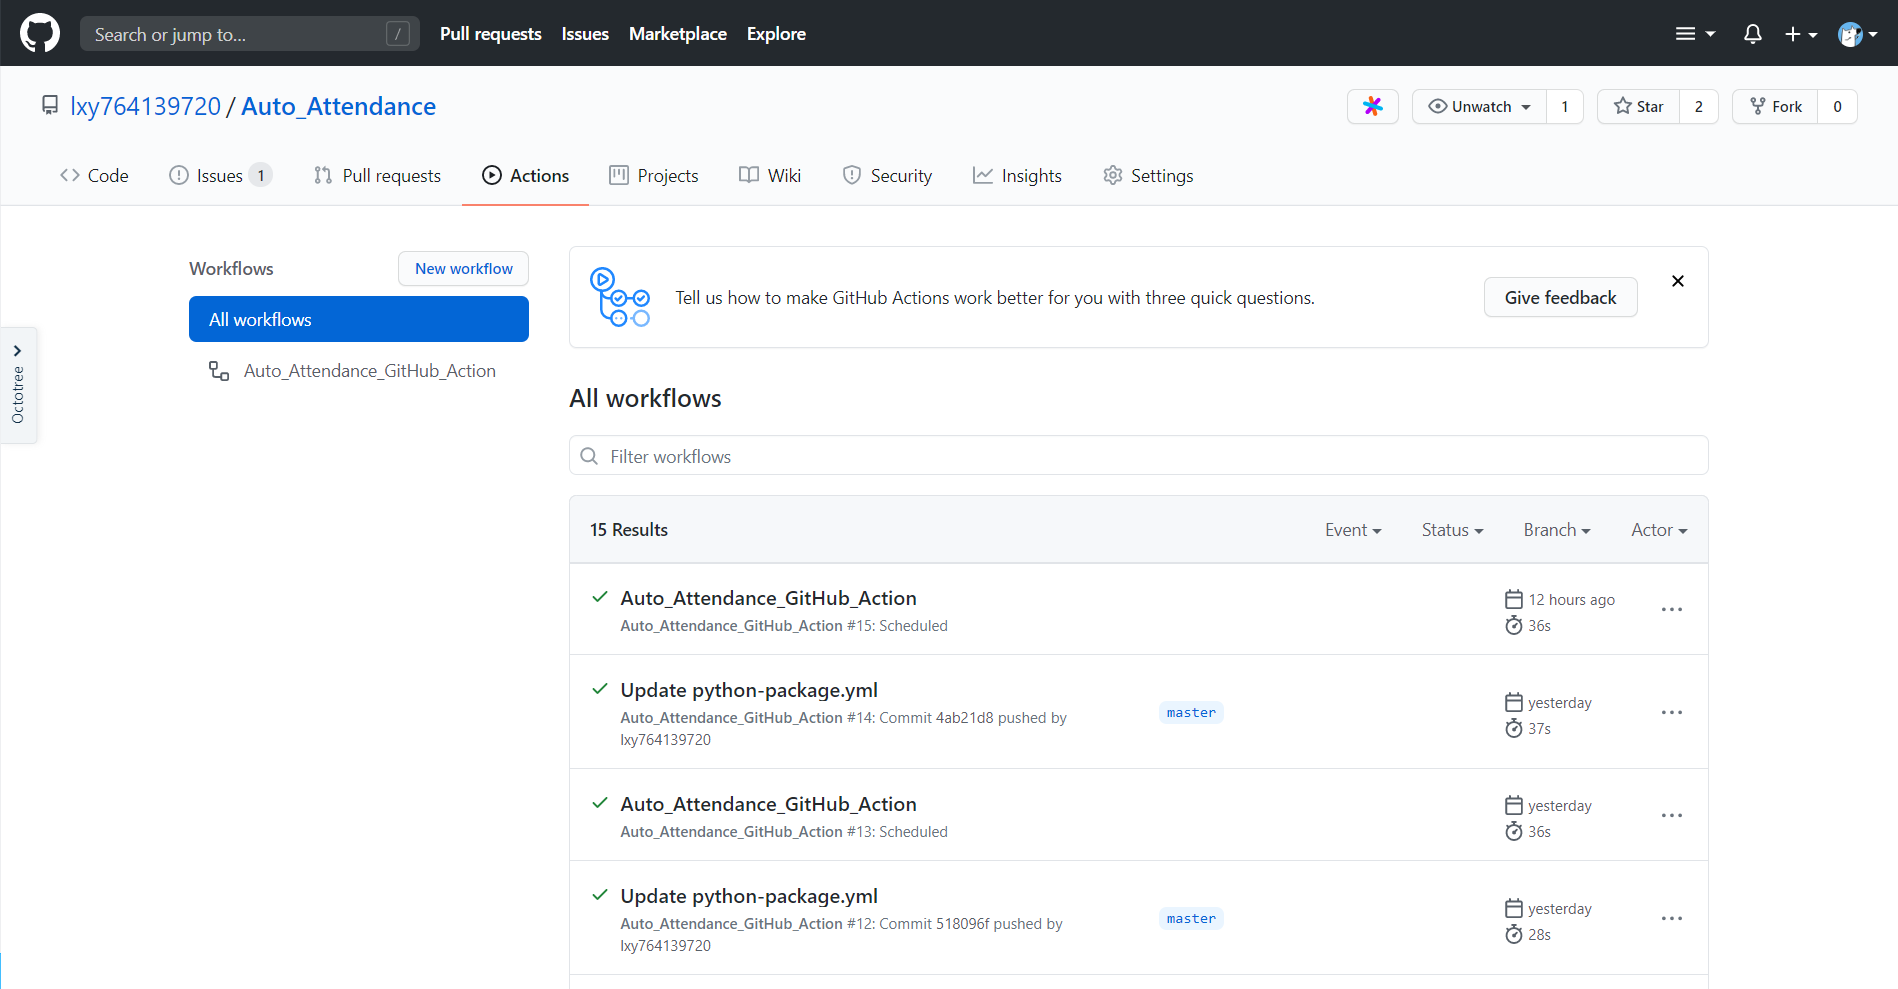 Search or jump to... / Pull requests Issues Marketplace Explore
lxy764139720 / Auto_Attendance Unwatch 1 Star 2 Fork 0
Code Issues 1 Pull requests Actions Projects Wiki Security Insights Settings
Octotree
Workflows New workflow
All workflows
Auto_Attendance_GitHub_Action
Tell us how to make GitHub Actions work better for you with three quick questions. Give feedback
All workflows
Filter workflows
15 Results Event Status Branch Actor
Auto_Attendance_GitHub_Action 12 hours ago
Auto_Attendance_GitHub_Action #15: Scheduled 36s
Update python-package.yml yesterday
Auto_Attendance_GitHub_Action #14: Commit 4ab21d8 pushed by master 37s
lxy764139720
Auto_Attendance_GitHub_Action yesterday
Auto_Attendance_GitHub_Action #13: Scheduled 36s
Update python-package.yml yesterday
Auto_Attendance_GitHub_Action #12: Commit 518096f pushed by master 28s
lxy764139720